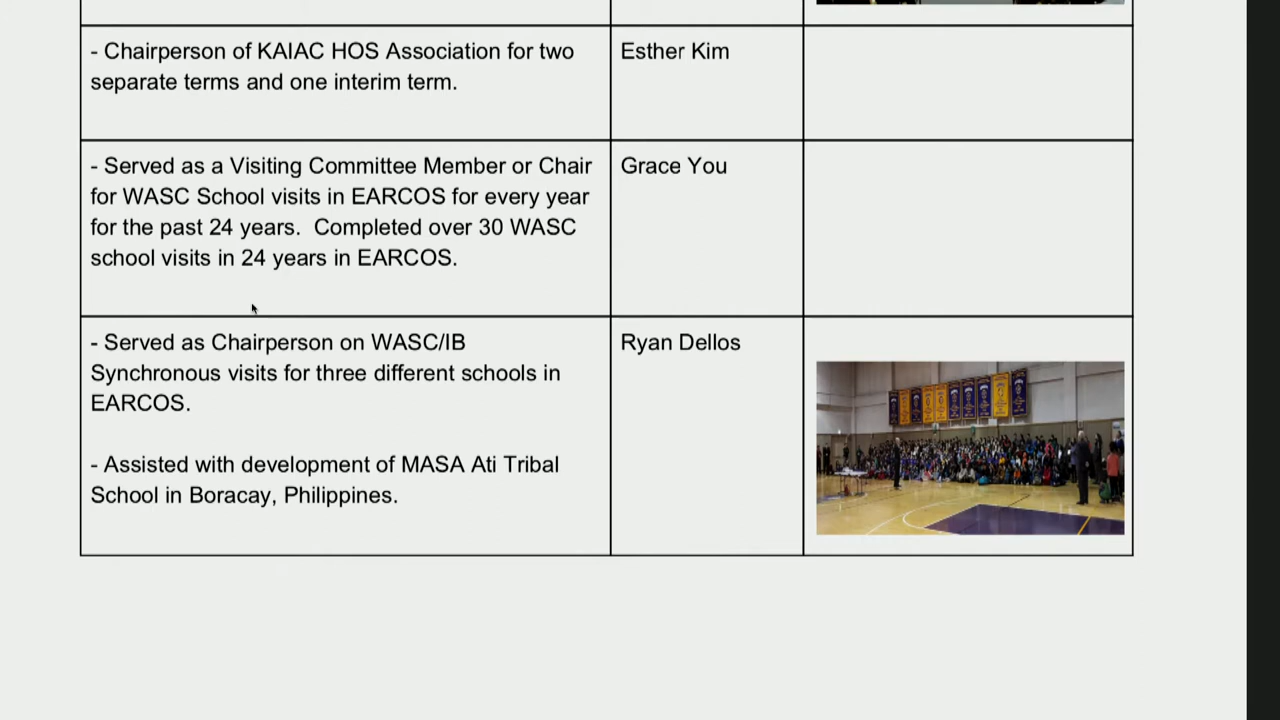 - Chairperson of KAIAC HOS Association for two
separate terms and one interim term.
Esther Kim
- Served as a Visiting Committee Member or Chair
for WASC School visits in EARCOS for every year
for the past 24 years.  Completed over 30 WASC
school visits in 24 years in EARCOS.
Grace You
- Served as Chairperson on WASC/IB
Synchronous visits for three different schools in
EARCOS.
- Assisted with development of MASA Ati Tribal
School in Boracay, Philippines.
Ryan Dellos